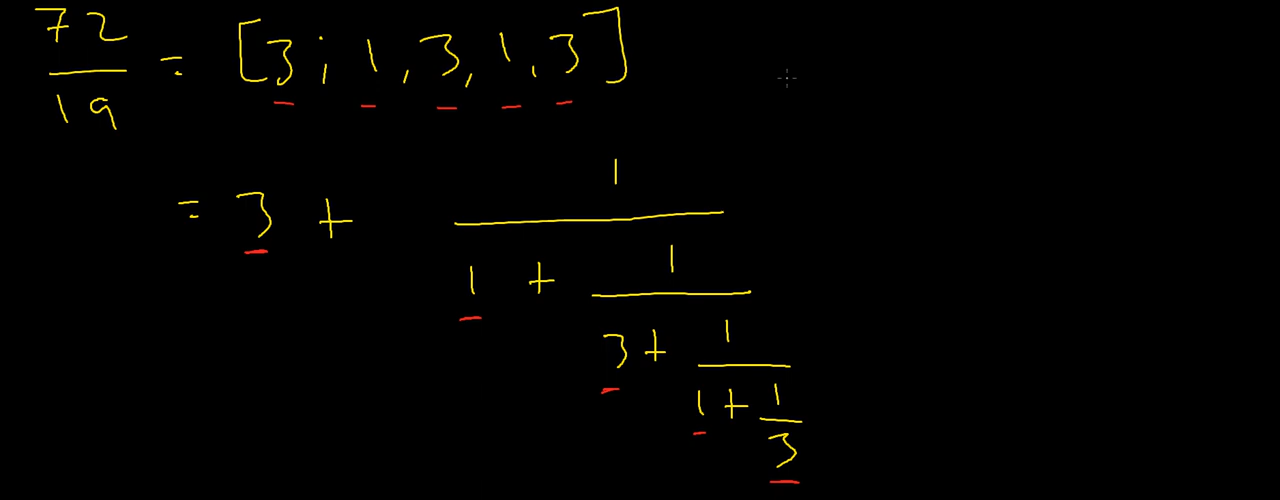 72
19 = [3; 1, 3, 1, 3]
= 3 + 1
1 + 1
3 + 1
1 + 1
3